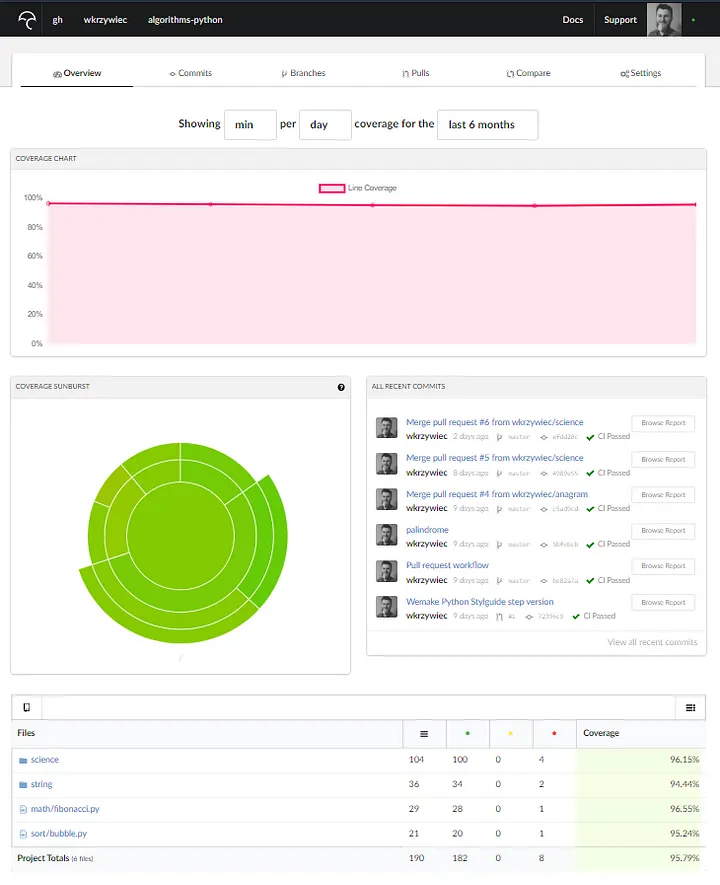 gh wkrzywiec algorithms-python Docs Support
Overview Commits Branches Pulls Compare Settings
Showing min per day coverage for the last 6 months
COVERAGE CHART
Line Coverage
100%
80%
60%
40%
20%
0%
COVERAGE SUNBURST
/
ALL RECENT COMMITS
Merge pull request #6 from wkrzywiec/science Browse Report
wkrzywiec 2 days ago master efdd28c CI Passed
Merge pull request #5 from wkrzywiec/science Browse Report
wkrzywiec 8 days ago master CI Passed
Merge pull request #4 from wkrzywiec/anagram Browse Report
wkrzywiec 9 days ago master c5ad9cd CI Passed
palindrome Browse Report
wkrzywiec 9 days ago master CI Passed
Pull request workflow Browse Report
wkrzywiec 9 days ago master be82a7a CI Passed
Wemake Python Stylguide step version Browse Report
wkrzywiec 9 days ago #1 CI Passed
View all recent commits
Files Coverage
science 104 100 0 4 96.15%
string 36 34 0 2 94.44%
math/fibonacci.py 29 28 0 1 96.55%
sort/bubble.py 21 20 0 1 95.24%
Project Totals (6 files) 190 182 0 8 95.79%